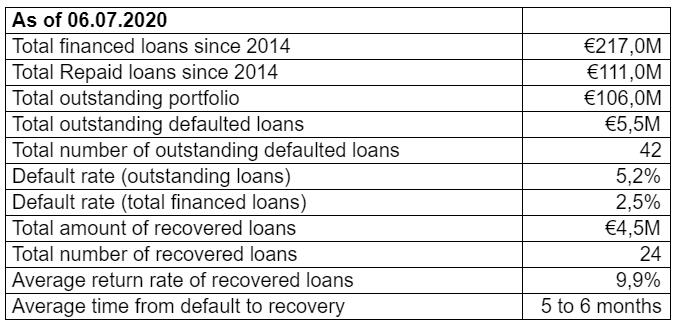 As of 06.07.2020
Total financed loans since 2014 €217,0M
Total Repaid loans since 2014 €111,0M
Total outstanding portfolio €106,0M
Total outstanding defaulted loans €5,5M
Total number of outstanding defaulted loans 42
Default rate (outstanding loans) 5,2%
Default rate (total financed loans) 2,5%
Total amount of recovered loans €4,5M
Total number of recovered loans 24
Average return rate of recovered loans 9,9%
Average time from default to recovery 5 to 6 months